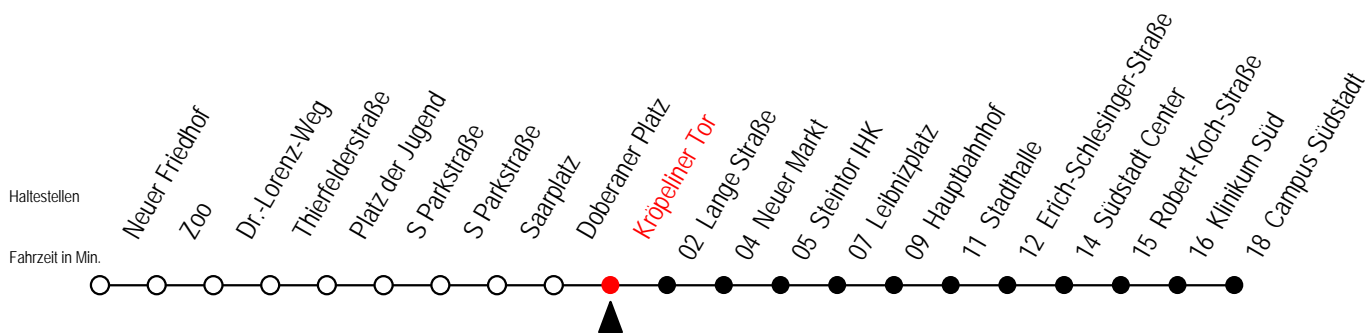 Haltestellen
Fahrzeit in Min.
Neuer Friedhof
Zoo
Dr.-Lorenz-Weg
Thierfelderstraße
Platz der Jugend
S Parkstraße
S Parkstraße
Saarplatz
Doberaner Platz
Kröpeliner Tor
02 Lange Straße
04 Neuer Markt
05 Steintor IHK
07 Leibnizplatz
09 Hauptbahnhof
11 Stadthalle
12 Erich-Schlesinger-Straße
14 Südstadt Center
15 Robert-Koch-Straße
16 Klinikum Süd
18 Campus Südstadt